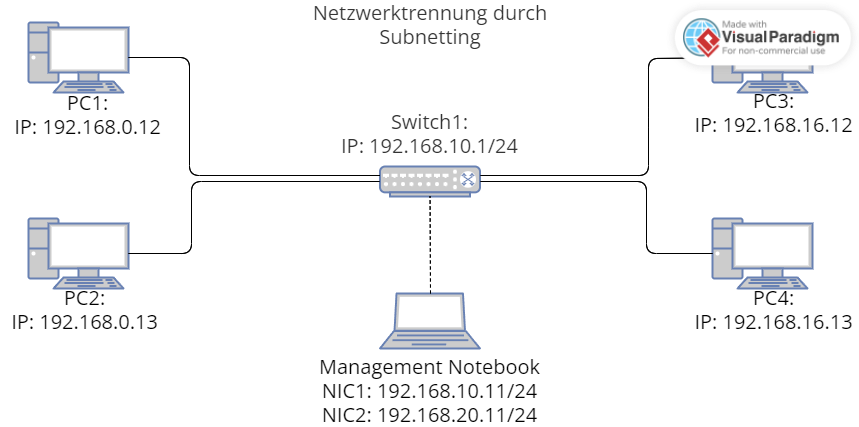 Netzwerktrennung durch
Subnetting
Made with
VisualParadigm
For non-commercial use
PC1:
IP: 192.168.0.12
PC3:
IP: 192.168.16.12
Switch1:
IP: 192.168.10.1/24
PC2:
IP: 192.168.0.13
PC4:
IP: 192.168.16.13
Management Notebook
NIC1: 192.168.10.11/24
NIC2: 192.168.20.11/24